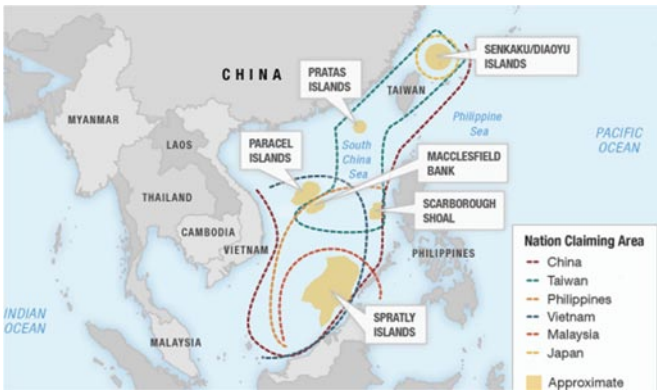 SENKAKU/DIAOYU
ISLANDS
CHINA
PRATAS
ISLANDS
TAIWAN
MYANMAR
Philippine
Sea
PACIFIC
OCEAN
LAOS
PARACEL
ISLANDS
South
China
Sea
MACCLESFIELD
BANK
THAILAND
SCARBOROUGH
SHOAL
CAMBODIA
VIETNAM
PHILIPPINES
Nation Claiming Area
China
Taiwan
Philippines
Vietnam
Malaysia
Japan
Approximate
INDIAN
OCEAN
SPRATLY
ISLANDS
MALAYSIA